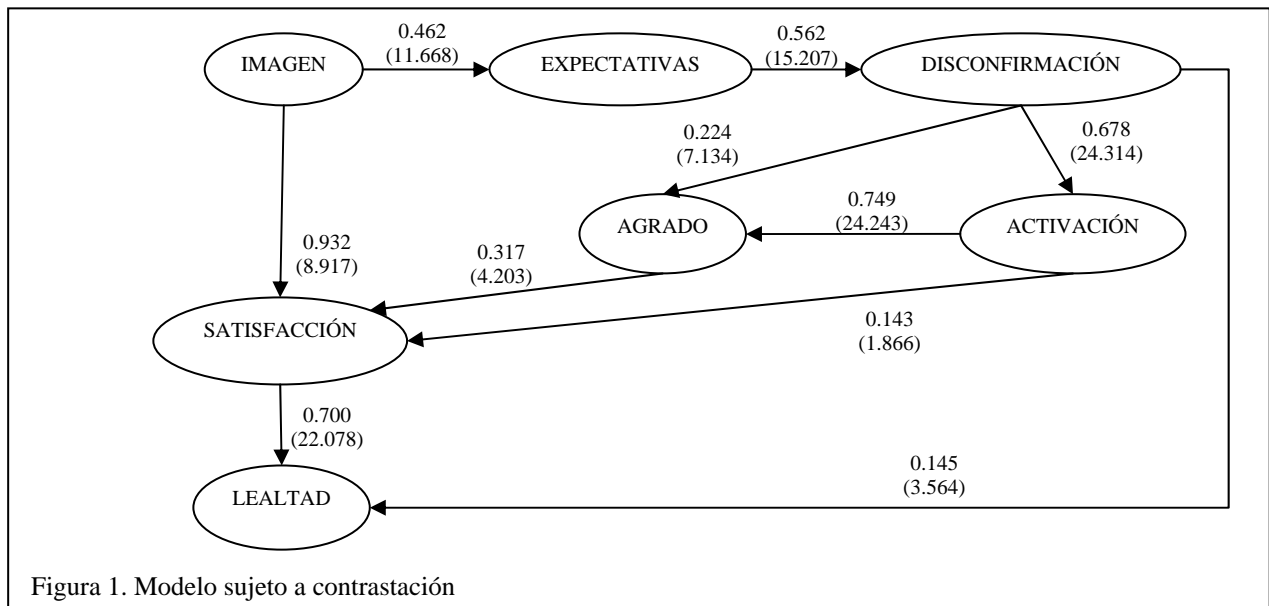 0.462
(11.668)
0.562
(15.207)
IMAGEN
EXPECTATIVAS
DISCONFIRMACIÓN
0.224
(7.134)
0.678
(24.314)
AGRADO
0.749
(24.243)
ACTIVACIÓN
0.932
(8.917)
0.317
(4.203)
SATISFACCIÓN
0.143
(1.866)
0.700
(22.078)
LEALTAD
0.145
(3.564)
Figura 1. Modelo sujeto a contrastación